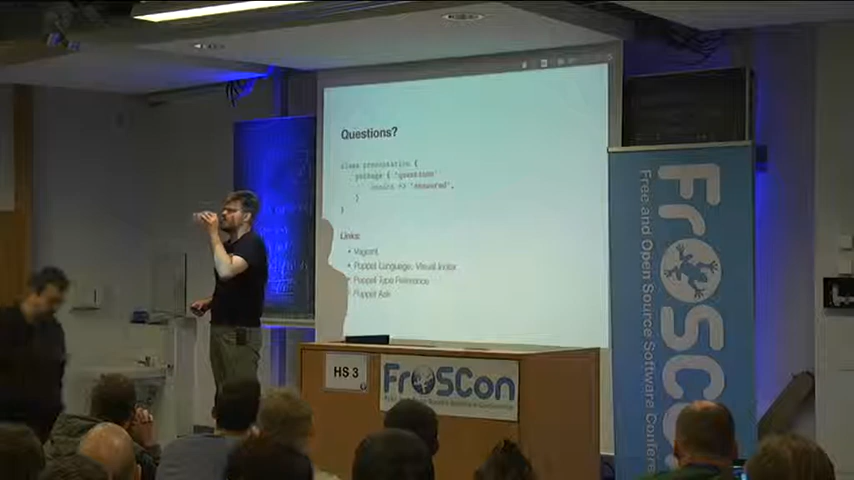 Questions?
class presentation {
package { 'questions'
ensure => 'answered',
}
}
Links:
• Vagrant,
• Puppet Language, Visual Index
• Puppet Type Reference
• Puppet Ask
HS 3
FrOSCon
FrOSCon
Free and Open Source Software Conference